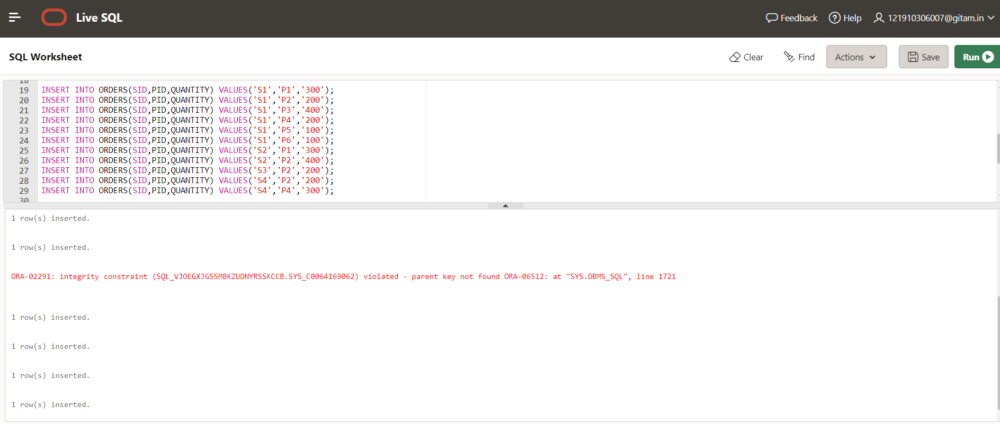 Live SQL
Feedback Help 121910306007@gitam.in
SQL Worksheet
Clear Find Actions Save Run
18
19 INSERT INTO ORDERS(SID,PID,QUANTITY) VALUES('S1','P1','300');
20 INSERT INTO ORDERS(SID,PID,QUANTITY) VALUES('S1','P2','200');
21 INSERT INTO ORDERS(SID,PID,QUANTITY) VALUES('S1','P3','400');
22 INSERT INTO ORDERS(SID,PID,QUANTITY) VALUES('S1','P4','200');
23 INSERT INTO ORDERS(SID,PID,QUANTITY) VALUES('S1','P5','100');
24 INSERT INTO ORDERS(SID,PID,QUANTITY) VALUES('S1','P6','100');
25 INSERT INTO ORDERS(SID,PID,QUANTITY) VALUES('S2','P1','300');
26 INSERT INTO ORDERS(SID,PID,QUANTITY) VALUES('S2','P2','400');
27 INSERT INTO ORDERS(SID,PID,QUANTITY) VALUES('S3','P2','200');
28 INSERT INTO ORDERS(SID,PID,QUANTITY) VALUES('S4','P2','200');
29 INSERT INTO ORDERS(SID,PID,QUANTITY) VALUES('S4','P4','300');
30
1 row(s) inserted.
1 row(s) inserted.
ORA-02291: integrity constraint (SQL_VJOEGXJGSSMBKZUDNYRSSKCCB.SYS_C0064169062) violated - parent key not found ORA-06512: at "SYS.DBMS_SQL", line 1721
1 row(s) inserted.
1 row(s) inserted.
1 row(s) inserted.
1 row(s) inserted.